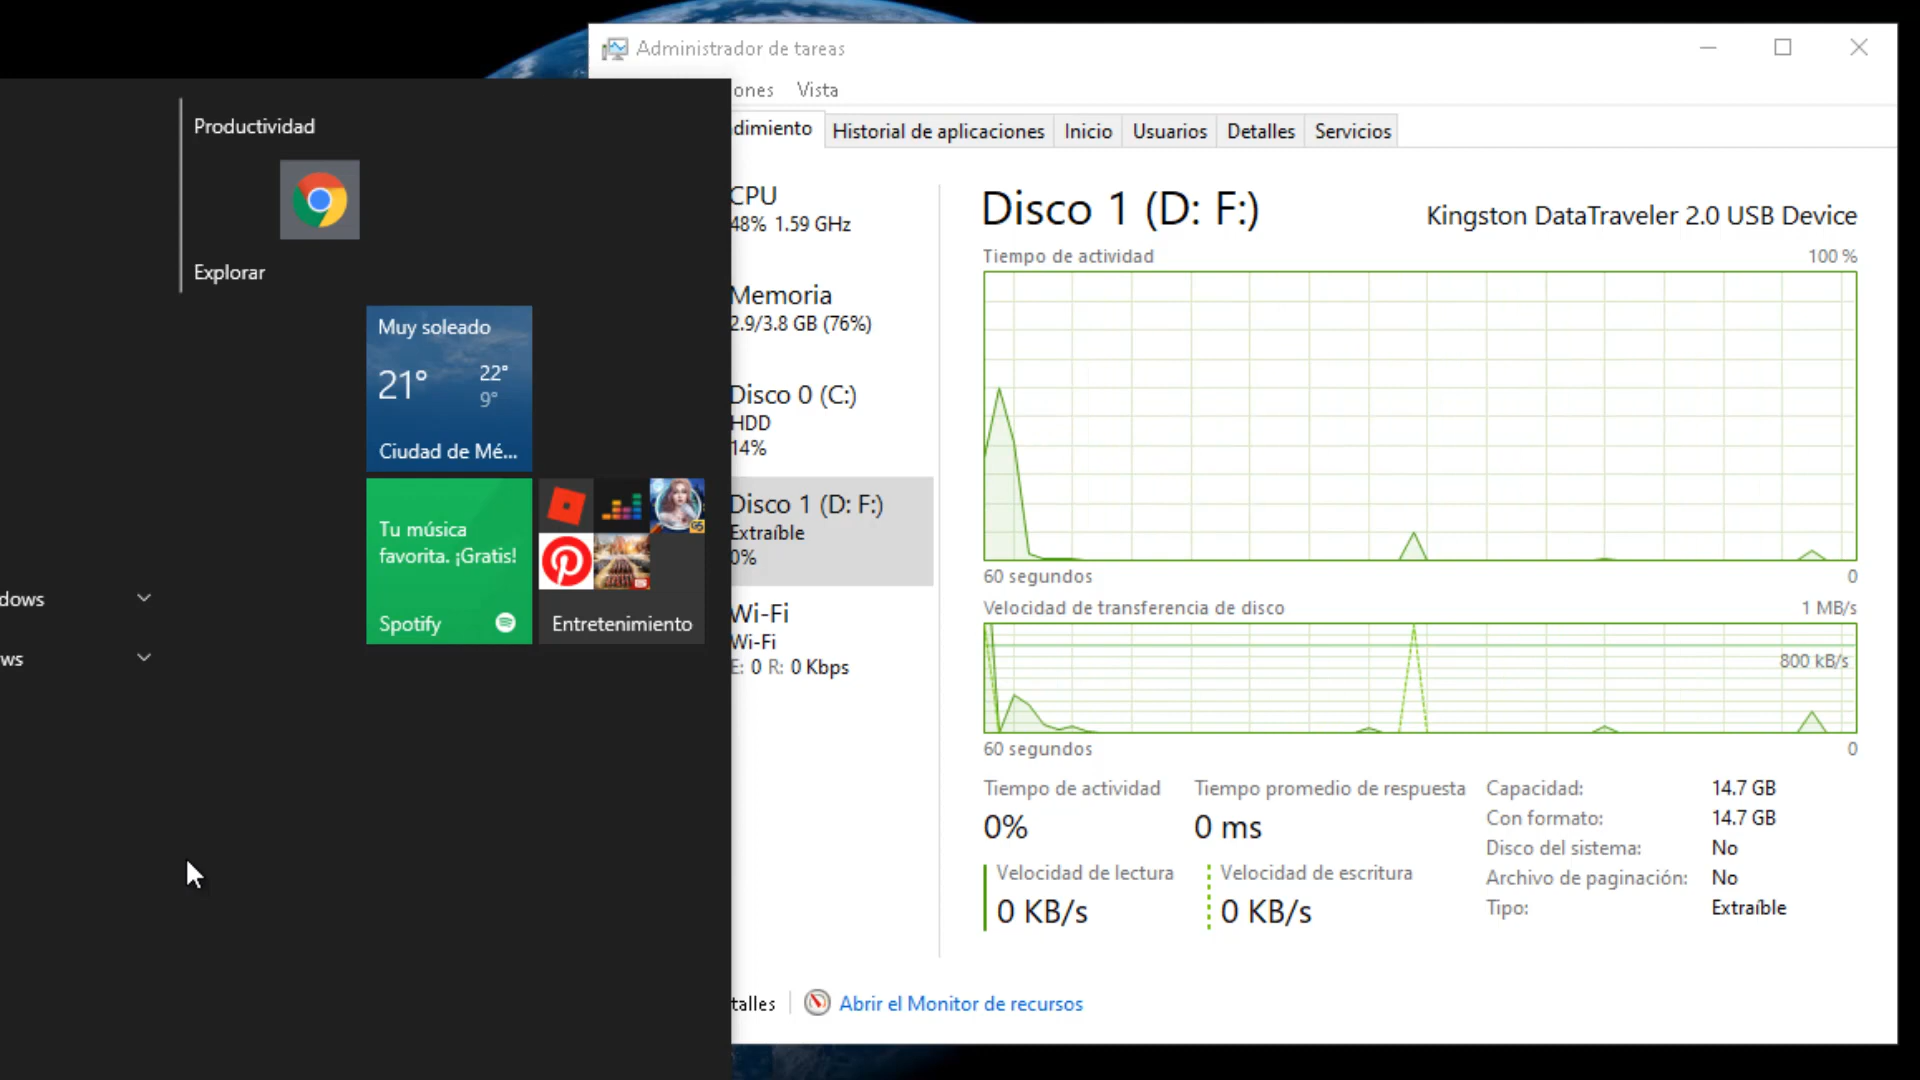 Productividad
Explorar
Muy soleado
21°
22°
9°
Ciudad de Mé...
Tu música
favorita. ¡Gratis!
Spotify
Entretenimiento
dows
ws
Administrador de tareas
ones Vista
dimiento Historial de aplicaciones Inicio Usuarios Detalles Servicios
CPU
48% 1.59 GHz
Memoria
2.9/3.8 GB (76%)
Disco 0 (C:)
HDD
14%
Disco 1 (D: F:)
Extraíble
0%
Wi-Fi
Wi-Fi
E: 0 R: 0 Kbps
Disco 1 (D: F:) Kingston DataTraveler 2.0 USB Device
Tiempo de actividad 100 %
60 segundos 0
Velocidad de transferencia de disco 1 MB/s
800 kB/s
60 segundos 0
Tiempo de actividad
0%
Tiempo promedio de respuesta
0 ms
Velocidad de lectura
0 KB/s
Velocidad de escritura
0 KB/s
Capacidad: 14.7 GB
Con formato: 14.7 GB
Disco del sistema: No
Archivo de paginación: No
Tipo: Extraíble
talles Abrir el Monitor de recursos